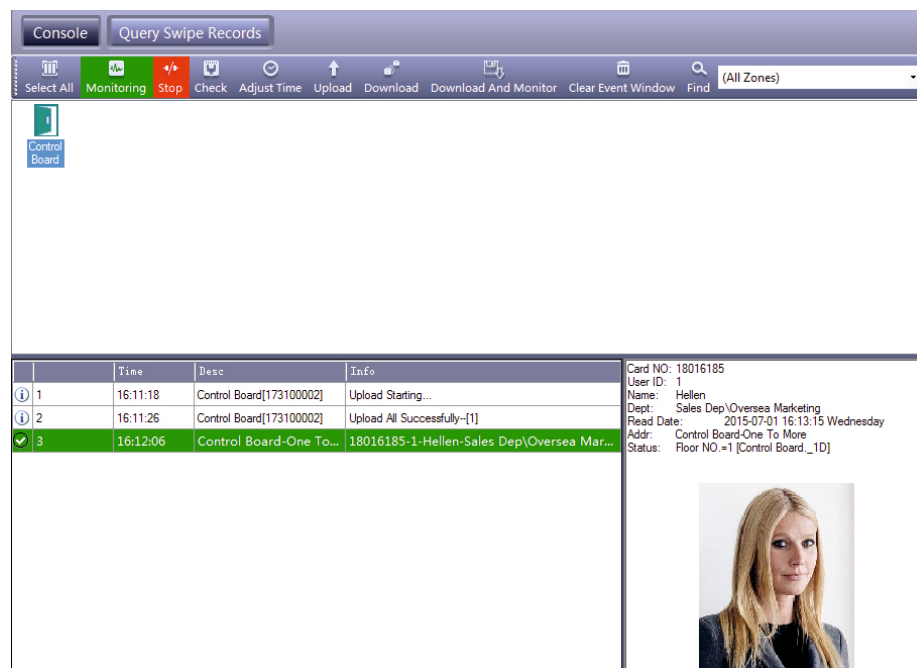 Console Query Swipe Records
Select All Monitoring Stop Check Adjust Time Upload Download Download And Monitor Clear Event Window Find (All Zones)
Control
Board
Time Desc Info
1 16:11:18 Control Board[173100002] Upload Starting...
2 16:11:26 Control Board[173100002] Upload All Successfully--[1]
3 16:12:06 Control Board-One To... 18016185-1-Hellen-Sales Dep\Oversea Mar...
Card NO: 18016185
User ID: 1
Name: Hellen
Dept: Sales Dep\Oversea Marketing
Read Date: 2015-07-01 16:13:15 Wednesday
Addr: Control Board-One To More
Status: Floor NO.=1 [Control Board._1D]